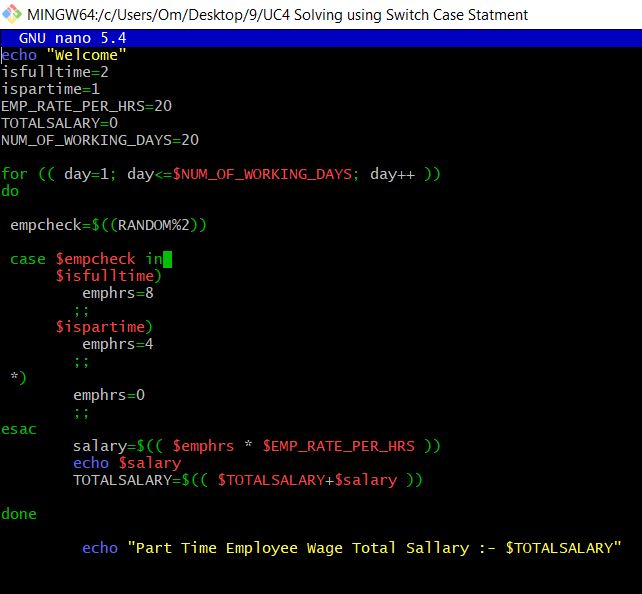 MINGW64:/c/Users/Om/Desktop/9/UC4 Solving using Switch Case Statment
GNU nano 5.4
echo "Welcome"
isfulltime=2
ispartime=1
EMP_RATE_PER_HRS=20
TOTALSALARY=0
NUM_OF_WORKING_DAYS=20
for (( day=1; day<=$NUM_OF_WORKING_DAYS; day++ ))
do
empcheck=$((RANDOM%2))
case $empcheck in
$isfulltime)
emphrs=8
;;
$ispartime)
emphrs=4
;;
*)
emphrs=0
;;
esac
salary=$(( $emphrs * $EMP_RATE_PER_HRS ))
echo $salary
TOTALSALARY=$(( $TOTALSALARY+$salary ))
done
echo "Part Time Employee Wage Total Sallary :- $TOTALSALARY"